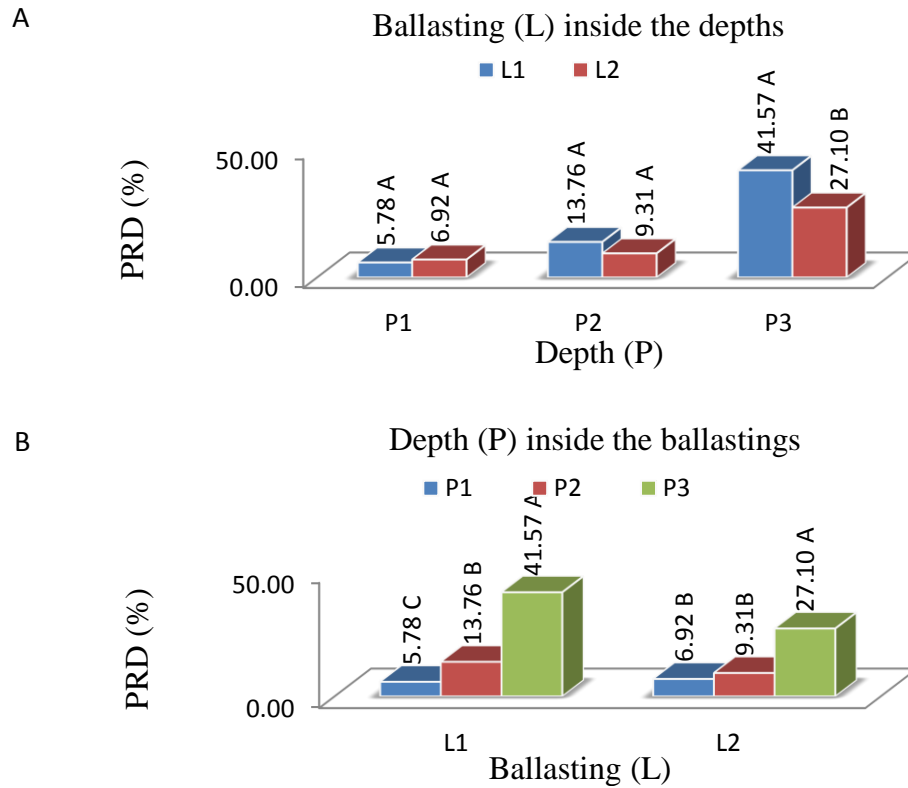 A
Ballasting (L) inside the depths
L1 L2
5.78 A 6.92 A 13.76 A 9.31 A 41.57 A 27.10 B
50.00
0.00
PRD (%)
P1 P2 P3
Depth (P)
B
Depth (P) inside the ballastings
P1 P2 P3
5.78 C 13.76 B 41.57 A 6.92 B 9.31B 27.10 A
50.00
0.00
PRD (%)
L1 L2
Ballasting (L)